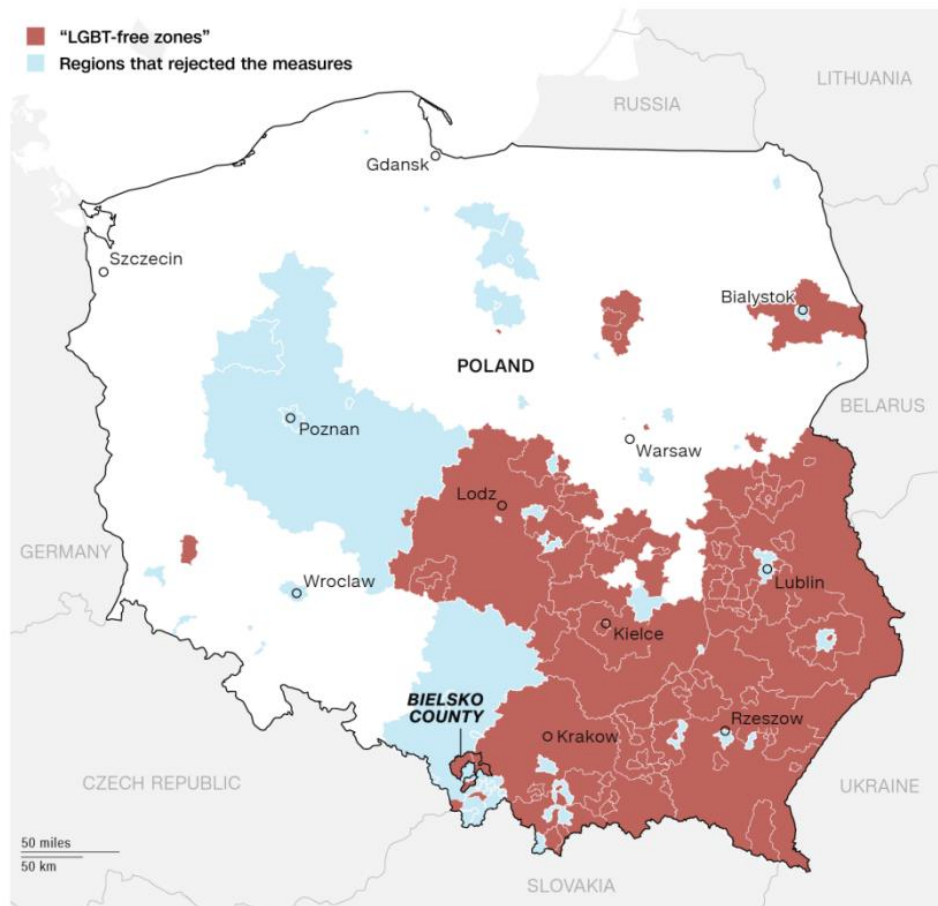 “LGBT-free zones”
Regions that rejected the measures
LITHUANIA
RUSSIA
Gdansk
Szczecin
Bialystok
POLAND
BELARUS
Poznan
Warsaw
Lodz
GERMANY
Wroclaw
Lublin
Kielce
BIELSKO
COUNTY
Rzeszow
Krakow
CZECH REPUBLIC
UKRAINE
50 miles
50 km
SLOVAKIA